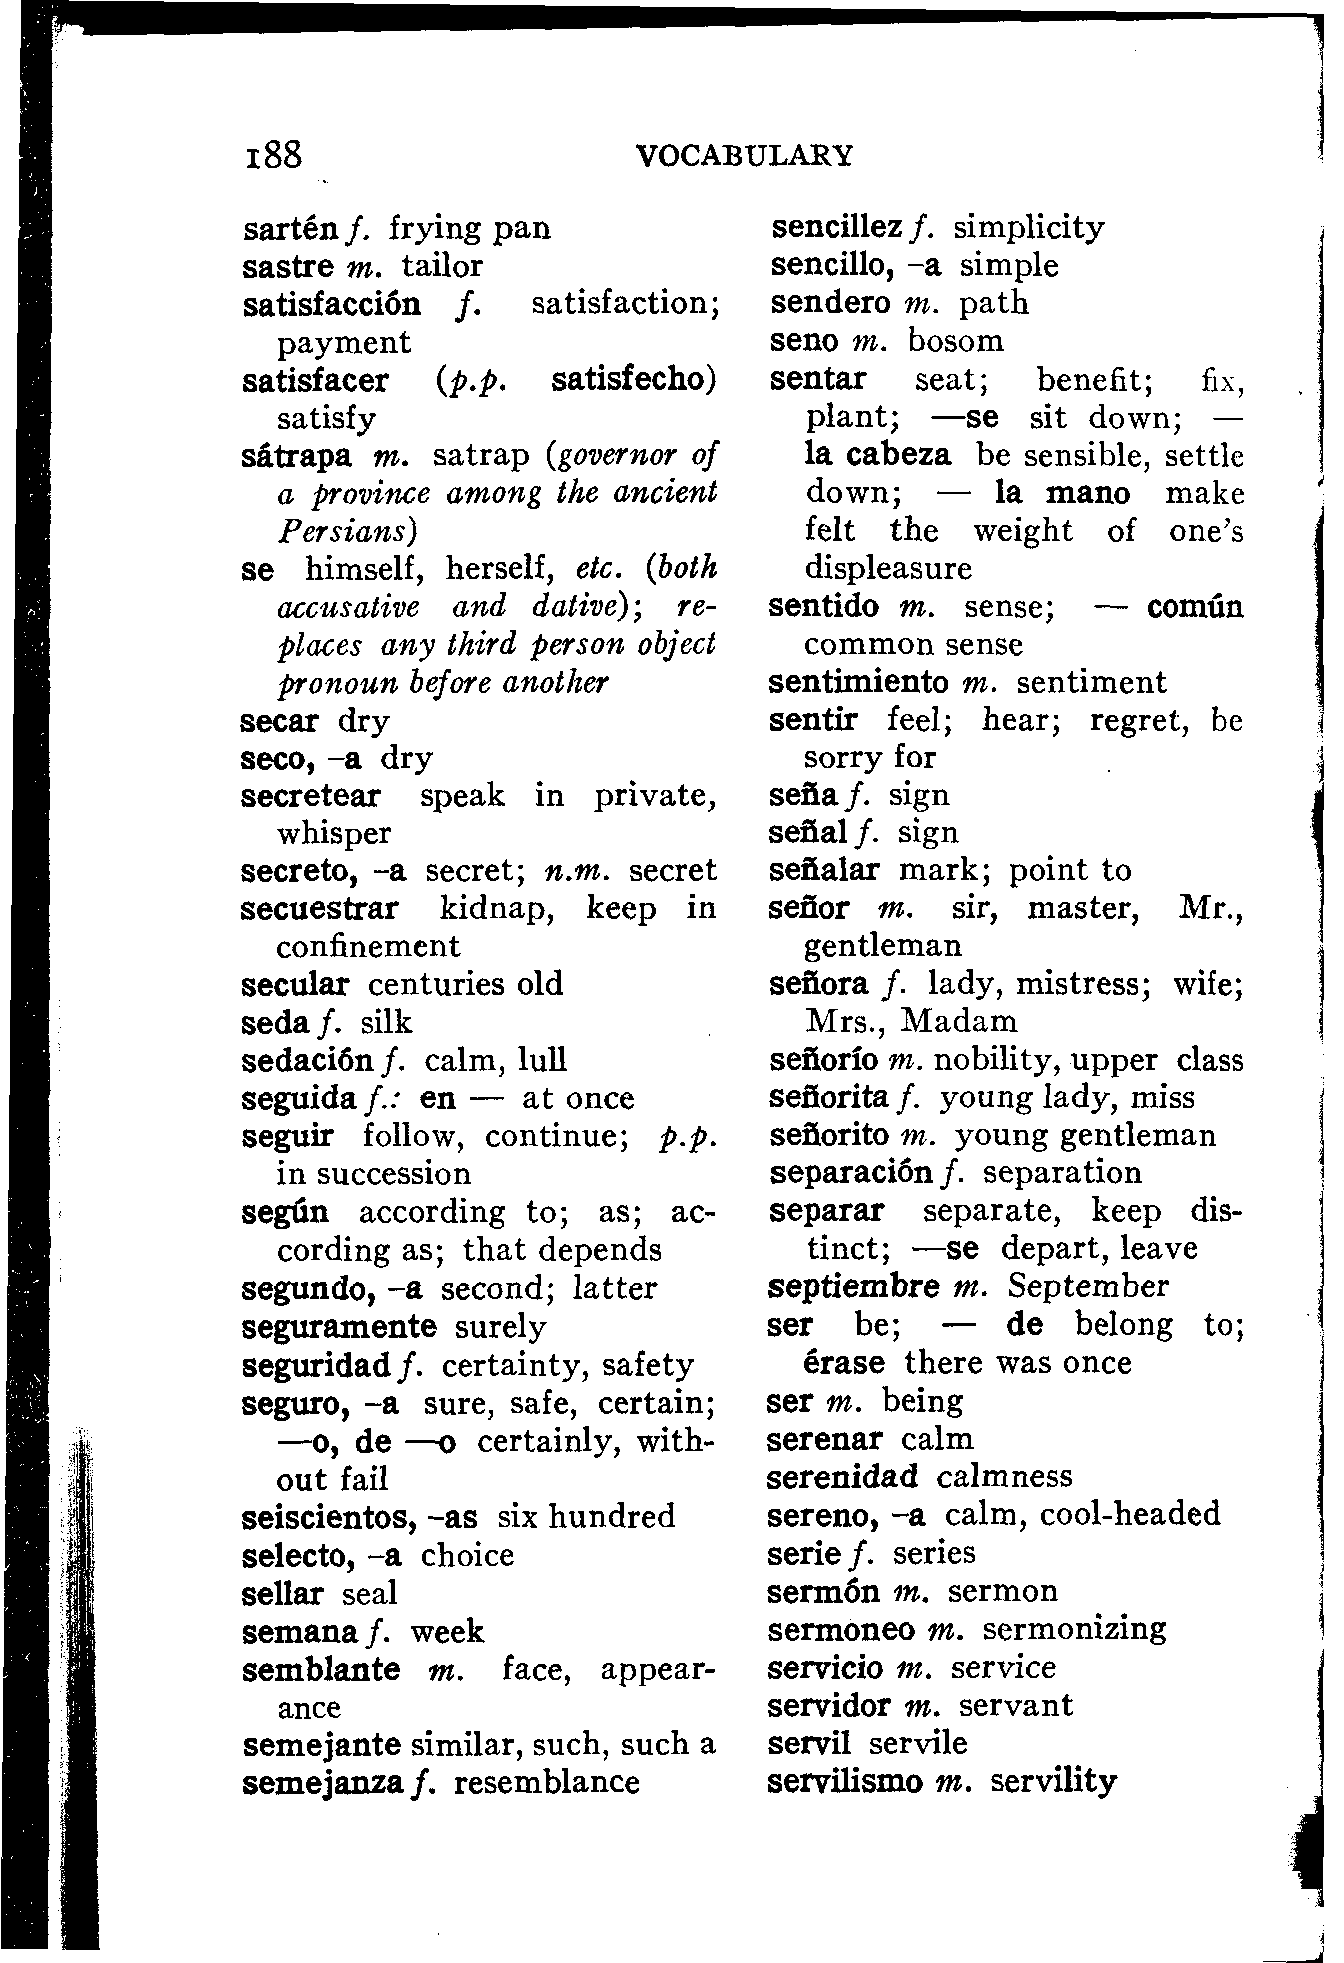 188
VOCABULARY
sartén f. frying pan
sastre m. tailor
satisfacción f. satisfaction;
payment
satisfacer (p.p. satisfecho)
satisfy
sátrapa m. satrap (governor of
a province among the ancient
Persians)
se himself, herself, etc. (both
accusative and dative); re-
places any third person object
pronoun before another
secar dry
seco, –a dry
secretear speak in private,
whisper
secreto, –a secret; n.m. secret
secuestrar kidnap, keep in
confinement
secular centuries old
seda f. silk
sedación f. calm, lull
seguida f.: en — at once
seguir follow, continue; p.p.
in succession
según according to; as; ac-
cording as; that depends
segundo, –a second; latter
seguramente surely
seguridad f. certainty, safety
seguro, –a sure, safe, certain;
—o, de —o certainly, with-
out fail
seiscientos, –as six hundred
selecto, –a choice
sellar seal
semana f. week
semblante m. face, appear-
ance
semejante similar, such, such a
semejanza f. resemblance
sencillez f. simplicity
sencillo, –a simple
sendero m. path
seno m. bosom
sentar seat; benefit; fix,
plant; —se sit down; —
la cabeza be sensible, settle
down; — la mano make
felt the weight of one's
displeasure
sentido m. sense; — común
common sense
sentimiento m. sentiment
sentir feel; hear; regret, be
sorry for
seña f. sign
señal f. sign
señalar mark; point to
señor m. sir, master, Mr.,
gentleman
señora f. lady, mistress; wife;
Mrs., Madam
señorío m. nobility, upper class
señorita f. young lady, miss
señorito m. young gentleman
separación f. separation
separar separate, keep dis-
tinct; —se depart, leave
septiembre m. September
ser be; — de belong to;
érase there was once
ser m. being
serenar calm
serenidad calmness
sereno, –a calm, cool-headed
serie f. series
sermón m. sermon
sermoneo m. sermonizing
servicio m. service
servidor m. servant
servil servile
servilismo m. servility